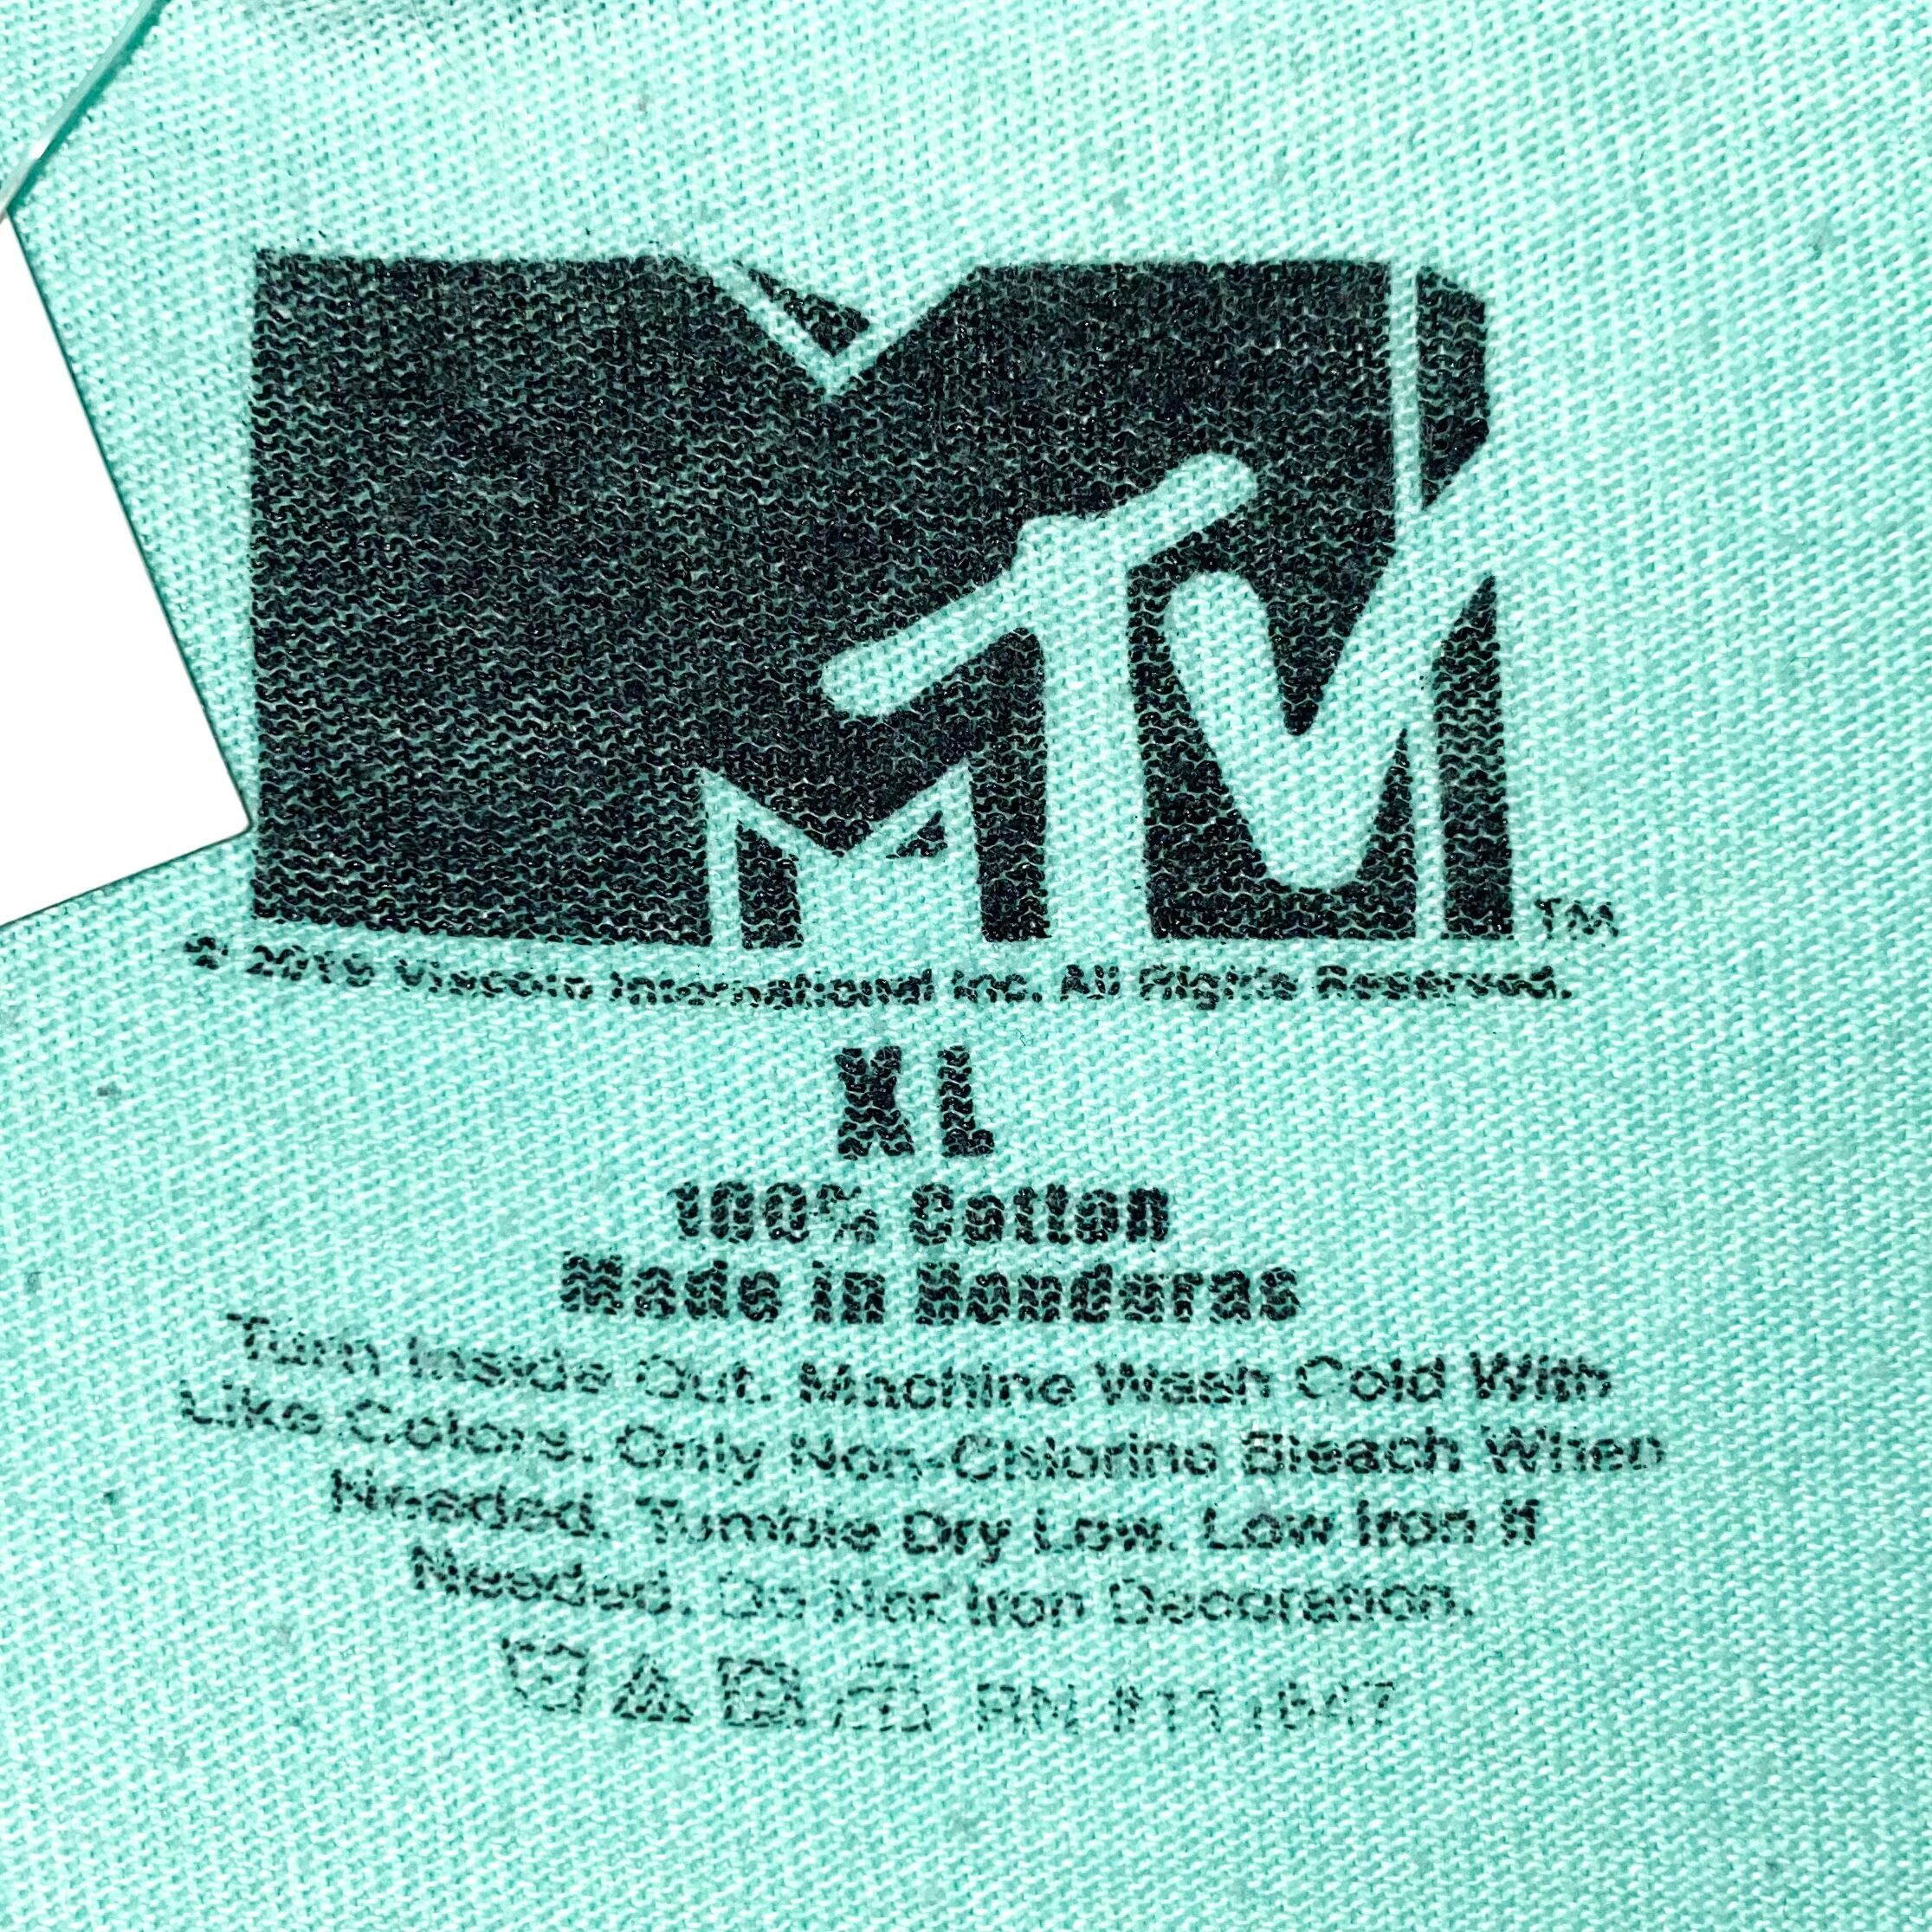 MTV TM
© 2019 Viacom International Inc. All Rights Reserved.
XL
100% Cotton
Made in Honduras
Turn Inside Out. Machine Wash Cold With
Like Colors. Only Non-Chlorine Bleach When
Needed. Tumble Dry Low. Low Iron If
Needed. Do Not Iron Decoration.
RN